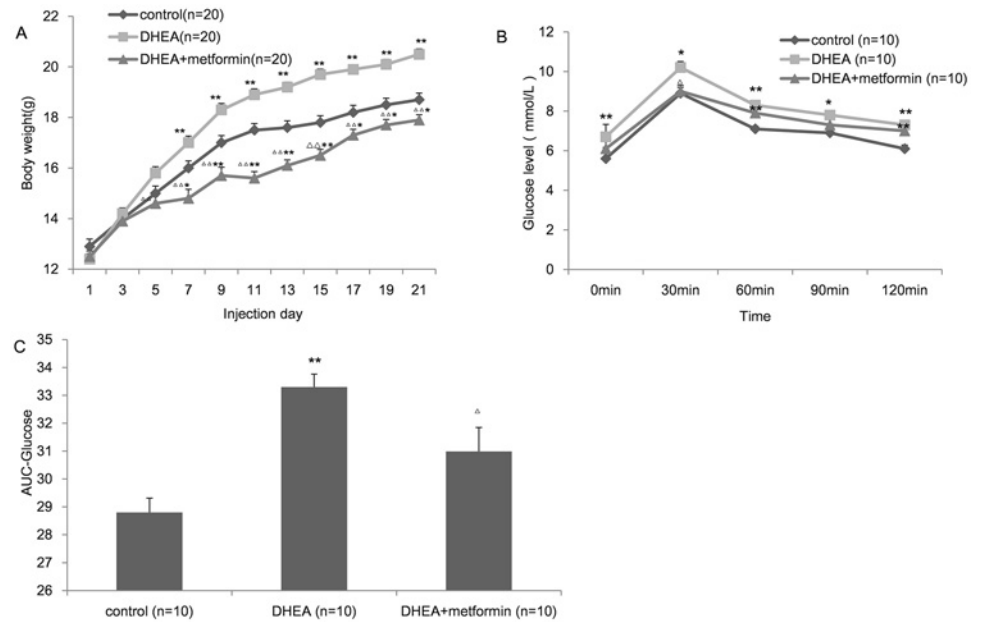 A
control(n=20)
DHEA(n=20)
DHEA+metformin(n=20)
Body weight(g)
22
20
18
16
14
12
** ** ** ** ** ** ** **
△△* △△** △△** △△** △△** △△* △△* △△*
1 3 5 7 9 11 13 15 17 19 21
Injection day
B
control (n=10)
DHEA (n=10)
DHEA+metformin (n=10)
Glucose level ( mmol/L )
12
10
8
6
4
2
0
** * ** * **
△ ** **
0min 30min 60min 90min 120min
Time
C
AUC-Glucose
35
34
33
32
31
30
29
28
27
26
**
△
control (n=10) DHEA (n=10) DHEA+metformin (n=10)